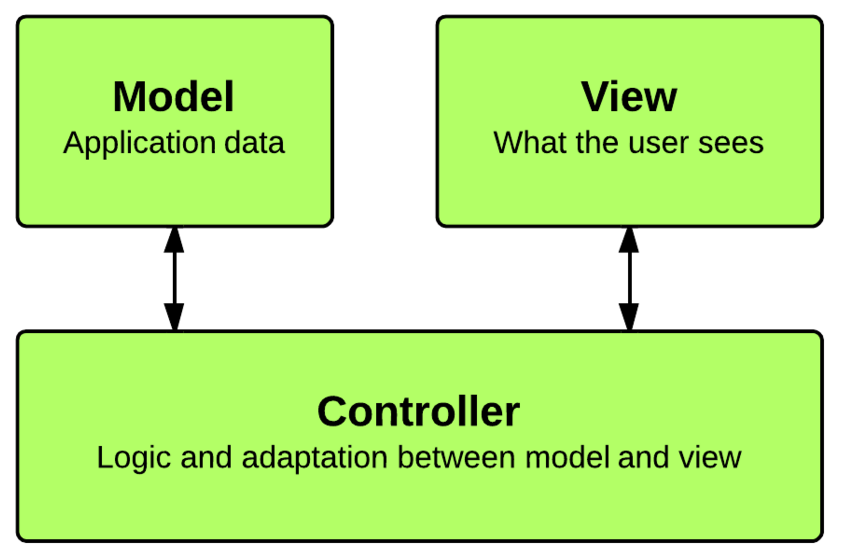 Model
Application data
View
What the user sees
Controller
Logic and adaptation between model and view